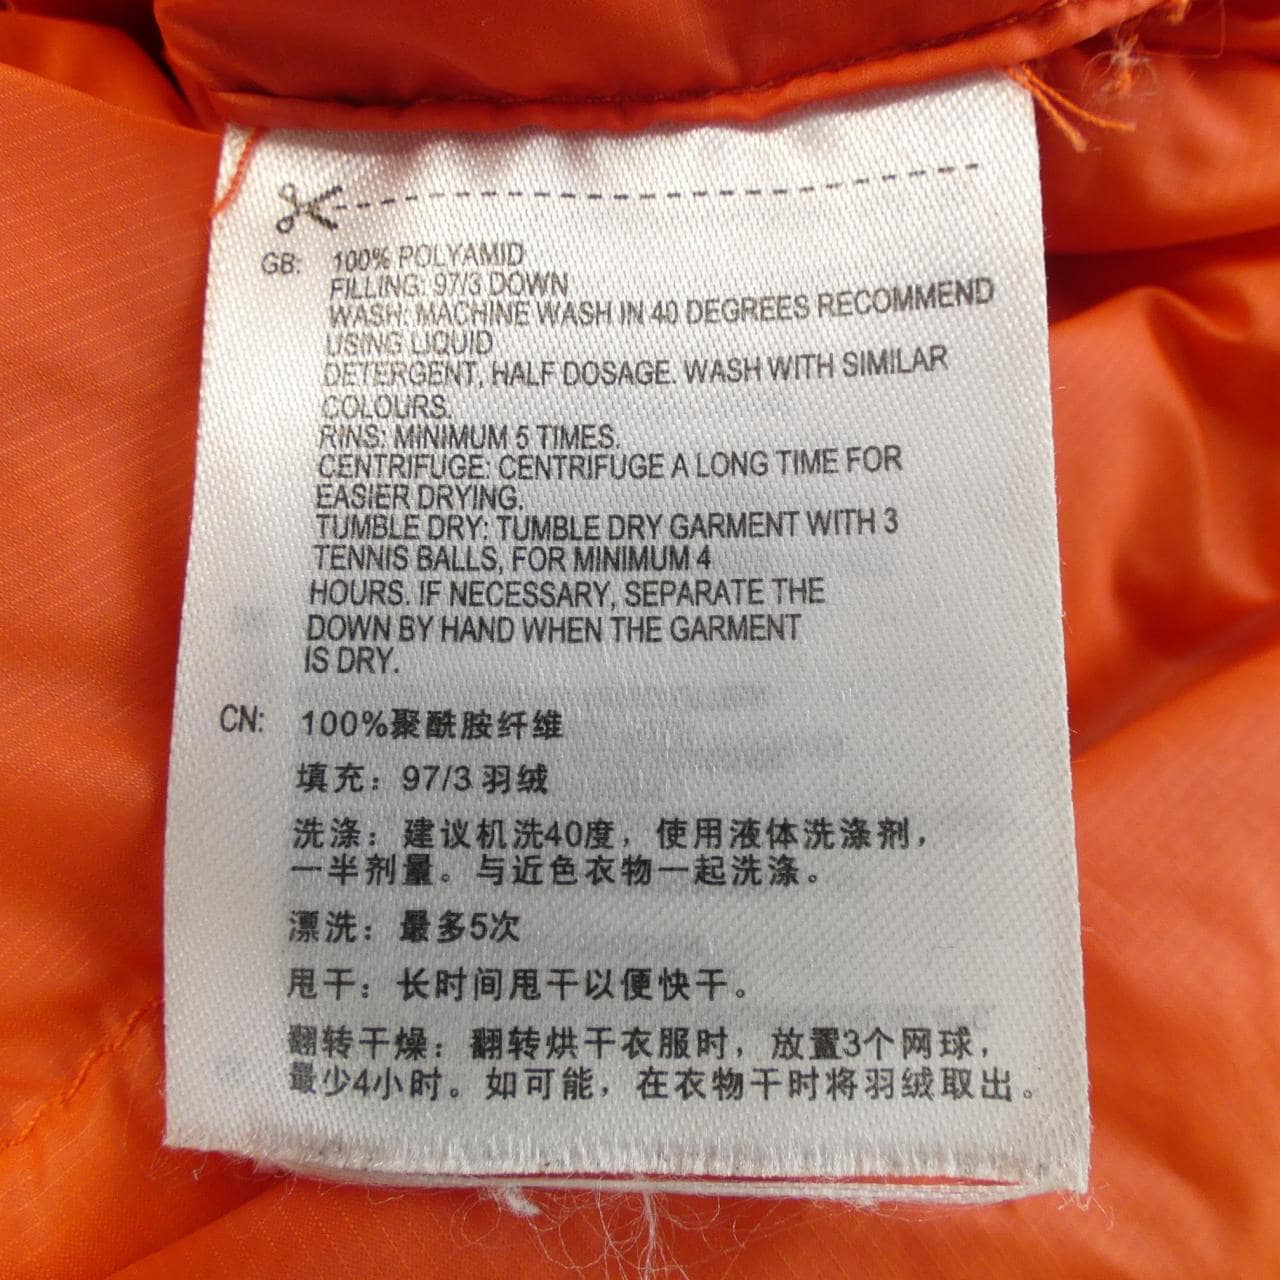 GB: 100% POLYAMID
FILLING: 97/3 DOWN
WASH: MACHINE WASH IN 40 DEGREES RECOMMEND
USING LIQUID
DETERGENT, HALF DOSAGE. WASH WITH SIMILAR
COLOURS.
RINS: MINIMUM 5 TIMES.
CENTRIFUGE: CENTRIFUGE A LONG TIME FOR
EASIER DRYING.
TUMBLE DRY: TUMBLE DRY GARMENT WITH 3
TENNIS BALLS, FOR MINIMUM 4
HOURS. IF NECESSARY, SEPARATE THE
DOWN BY HAND WHEN THE GARMENT
IS DRY.
CN: 100%聚酰胺纤维
填充：97/3 羽绒
洗涤：建议机洗40度，使用液体洗涤剂，
一半剂量。与近色衣物一起洗涤。
漂洗：最多5次
甩干：长时间甩干以便快干。
翻转干燥：翻转烘干衣服时，放置3个网球，
最少4小时。如可能，在衣物干时将羽绒取出。